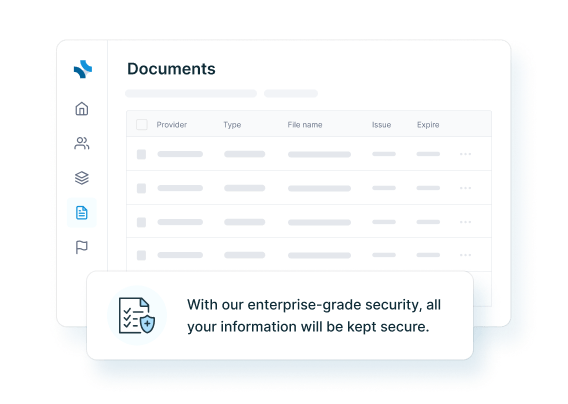 Documents
Provider Type File name Issue Expire
With our enterprise-grade security, all
your information will be kept secure.